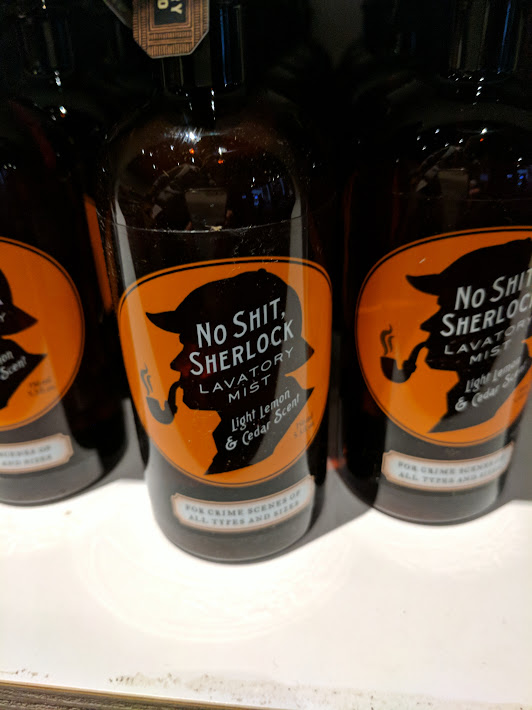 No Shit,
Sherlock
Lavatory
Mist
Light Lemon
& Cedar Scent
FOR CRIME SCENES OF
ALL TYPES AND SIZES
No Shit,
Sherlock
Lavatory
Mist
Light Lemon
& Cedar Scent
FOR CRIME SCENES OF
ALL TYPES AND SIZES